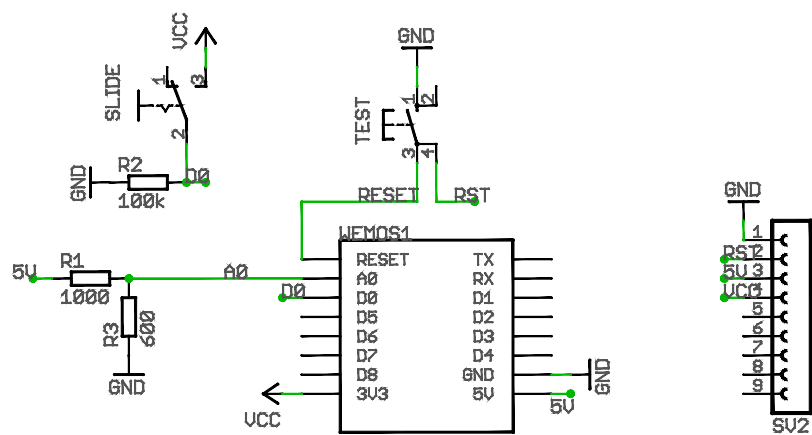 VCC
1
3
SLIDE
2
R2
GND
100k
D0
GND
1
2
TEST
3
4
RESET
RST
WEMOS1
RESET
TX
A0
RX
D0
D1
D5
D2
D6
D3
D7
D4
D8
GND
3V3
5V
5V
R1
1000
A0
D0
R3
600
GND
VCC
GND
5V
GND
1
RST
2
5V
3
VCC
4
5
6
7
8
9
SV2